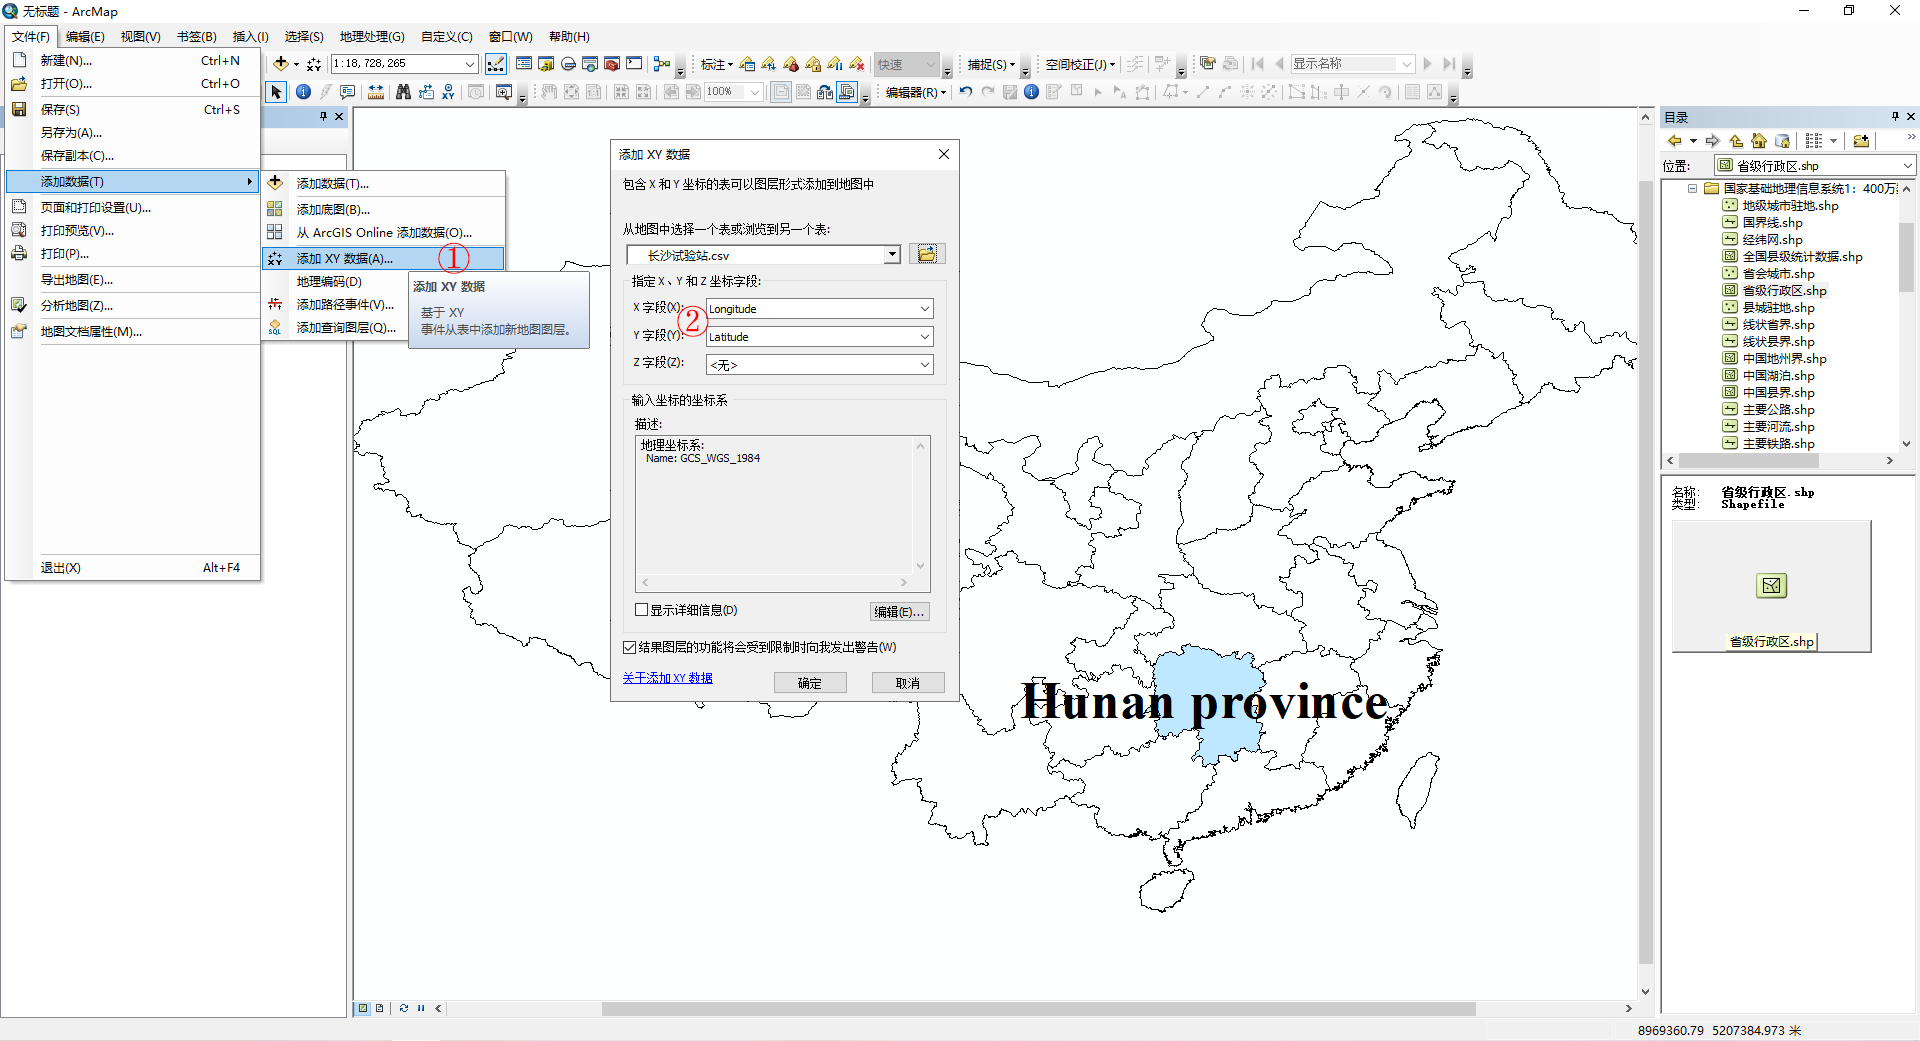 无标题 - ArcMap
文件(F) 编辑(E) 视图(V) 书签(B) 插入(I) 选择(S) 地理处理(G) 自定义(C) 窗口(W) 帮助(H)
1:18,728,265 标注 快速 捕捉(S) 空间校正(J) 显示名称
100% 编辑器(R)
新建(N)... Ctrl+N
打开(O)... Ctrl+O
保存(S) Ctrl+S
另存为(A)...
保存副本(C)...
添加数据(T)
页面和打印设置(U)...
打印预览(V)...
打印(P)...
导出地图(E)...
分析地图(Z)...
地图文档属性(M)...
退出(X) Alt+F4
添加数据(T)...
添加底图(B)...
从 ArcGIS Online 添加数据(O)...
添加 XY 数据(A)... ①
地理编码(D)
添加路径事件(V)...
添加查询图层(Q)...
SQL
添加 XY 数据
基于 XY
事件从表中添加新地图图层。
添加 XY 数据
包含 X 和 Y 坐标的表可以图层形式添加到地图中
从地图中选择一个表或浏览到另一个表:
长沙试验站.csv
指定 X、Y 和 Z 坐标字段:
X 字段(X): Longitude
②
Y 字段(Y): Latitude
Z 字段(Z): <无>
输入坐标的坐标系
描述:
地理坐标系:
Name: GCS_WGS_1984
显示详细信息(D) 编辑(E)...
结果图层的功能将会受到限制时向我发出警告(W)
关于添加 XY 数据 确定 取消
Hunan province
目录
位置: 省级行政区.shp
国家基础地理信息系统1：400万
地级城市驻地.shp
国界线.shp
经纬网.shp
全国县级统计数据.shp
省会城市.shp
省级行政区.shp
县城驻地.shp
线状省界.shp
线状县界.shp
中国地州界.shp
中国湖泊.shp
中国县界.shp
主要公路.shp
主要河流.shp
主要铁路.shp
名称: 省级行政区.shp
类型: Shapefile
省级行政区.shp
8969360.79 5207384.973 米